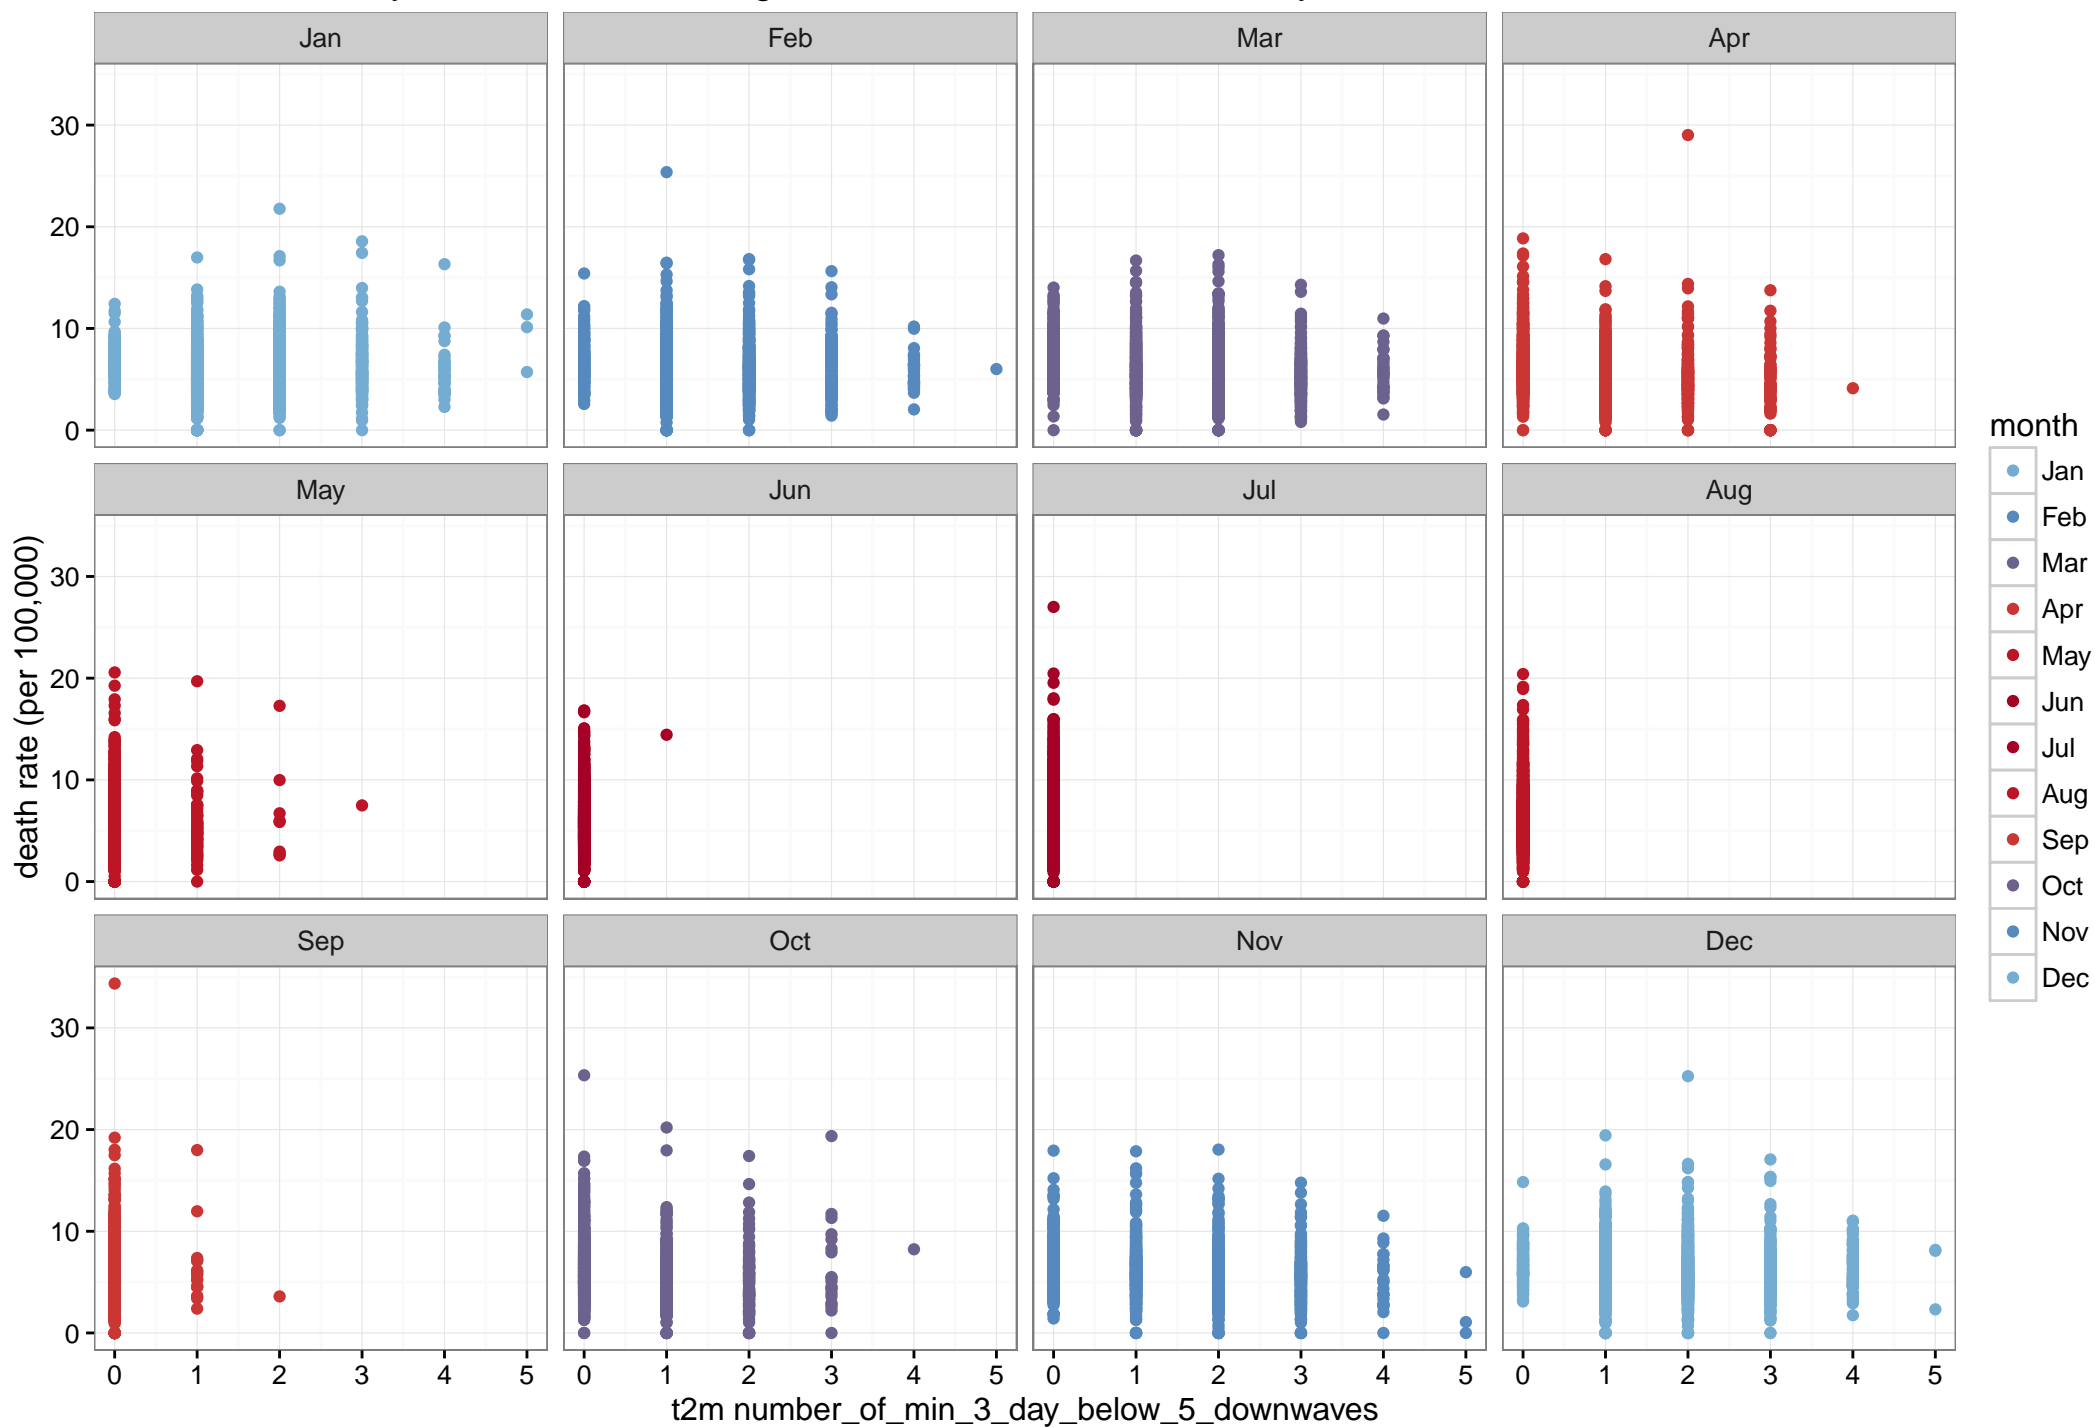 Jan Feb Mar Apr
30
20
10
0
May Jun Jul Aug
30
20
10
0
Sep Oct Nov Dec
30
20
10
0
0 1 2 3 4 5 0 1 2 3 4 5 0 1 2 3 4 5 0 1 2 3 4 5
t2m number_of_min_3_day_below_5_downwaves
death rate (per 100,000)
month
Jan
Feb
Mar
Apr
May
Jun
Jul
Aug
Sep
Oct
Nov
Dec